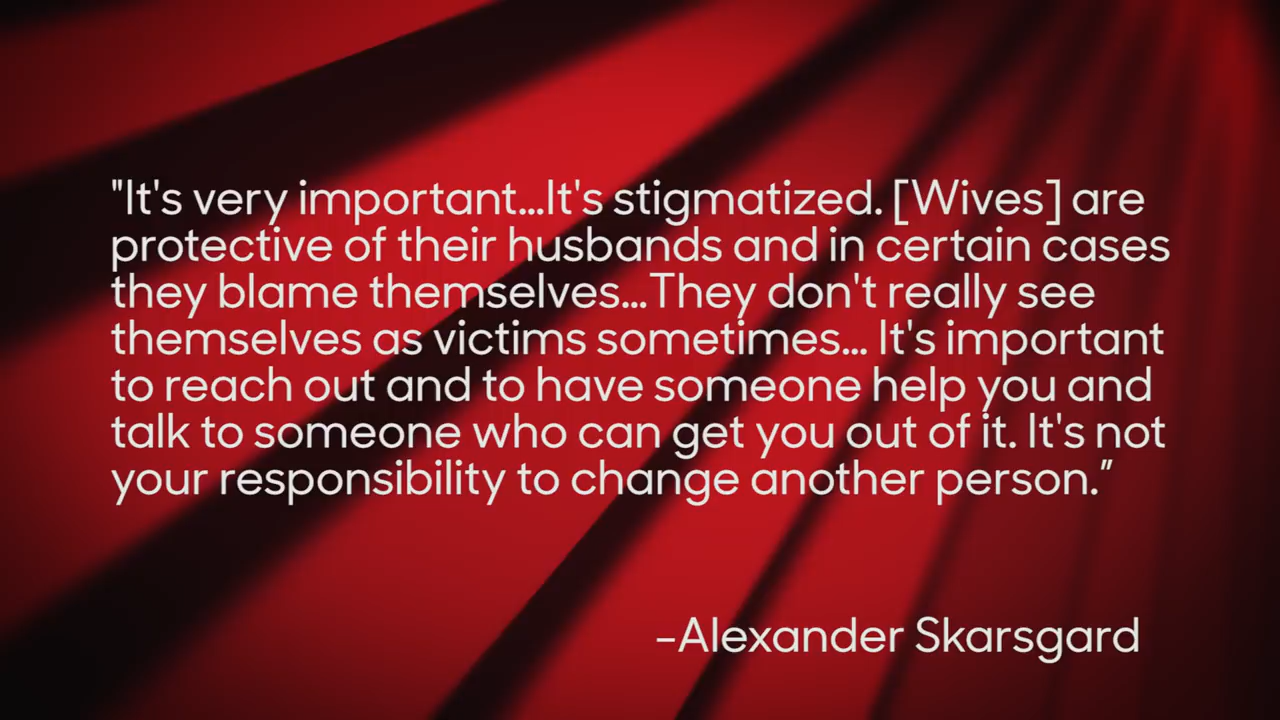 "It's very important...It's stigmatized. [Wives] are
protective of their husbands and in certain cases
they blame themselves...They don't really see
themselves as victims sometimes... It's important
to reach out and to have someone help you and
talk to someone who can get you out of it. It's not
your responsibility to change another person.”
–Alexander Skarsgard